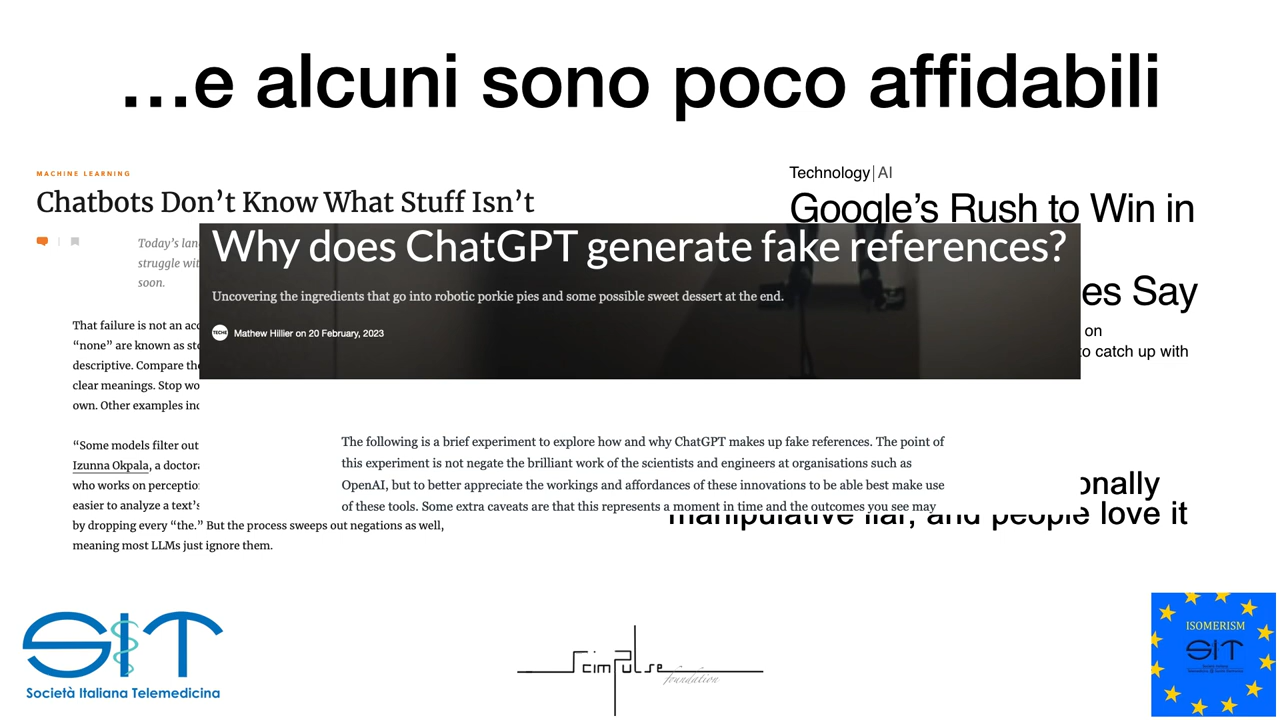 ...e alcuni sono poco affidabili
MACHINE LEARNING
Chatbots Don’t Know What Stuff Isn’t
Today’s lan
struggle wit
soon.
That failure is not an acc
“none” are known as sto
descriptive. Compare the
clear meanings. Stop wo
own. Other examples inc
“Some models filter out
Izunna Okpala, a doctora
who works on perceptio
easier to analyze a text’s
by dropping every “the.” But the process sweeps out negations as well,
meaning most LLMs just ignore them.
Technology | AI
Google’s Rush to Win in
es Say
on
to catch up with
Why does ChatGPT generate fake references?
Uncovering the ingredients that go into robotic porkie pies and some possible sweet dessert at the end.
TECHE
Mathew Hillier on 20 February, 2023
The following is a brief experiment to explore how and why ChatGPT makes up fake references. The point of
this experiment is not negate the brilliant work of the scientists and engineers at organisations such as
OpenAI, but to better appreciate the workings and affordances of these innovations to be able best make use
of these tools. Some extra caveats are that this represents a moment in time and the outcomes you see may
onally
manipulative liar, and people love it
SIT
Società Italiana Telemedicina
Scimpulse
foundation
ISOMERISM
SIT